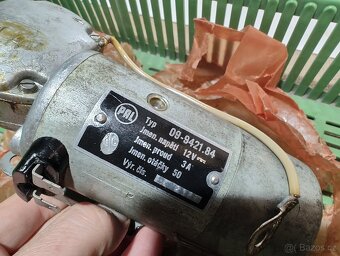 PAL
Typ 09-9421.84
Jmen. napětí 12V
Jmen. proud 3A
Jmen. otáčky 50
Výr. čís.
Bazos.cz